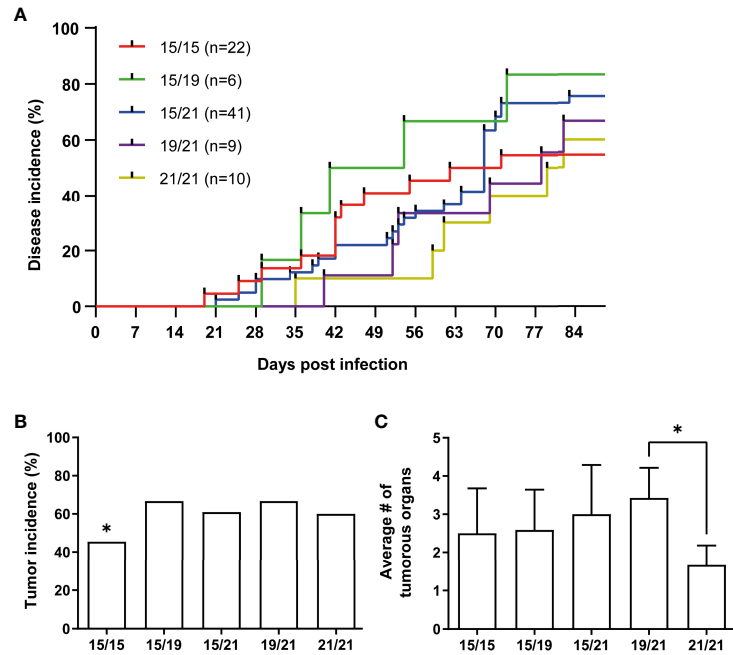 A
100
80
60
40
20
0
Disease incidence (%)
15/15 (n=22)
15/19 (n=6)
15/21 (n=41)
19/21 (n=9)
21/21 (n=10)
0 7 14 21 28 35 42 49 56 63 70 77 84
Days post infection
B
100
80
60
40
20
0
Tumor incidence (%)
*
15/15 15/19 15/21 19/21 21/21
C
5
4
3
2
1
0
Average # of
tumorous organs
*
15/15 15/19 15/21 19/21 21/21